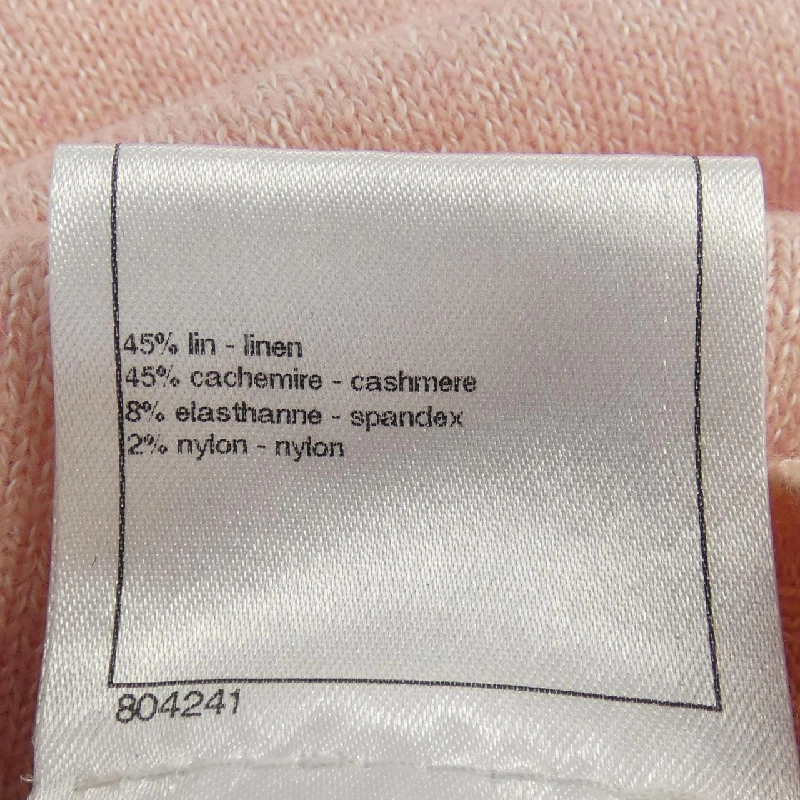 45% lin - linen
45% cachemire - cashmere
8% elasthanne - spandex
2% nylon - nylon
804241